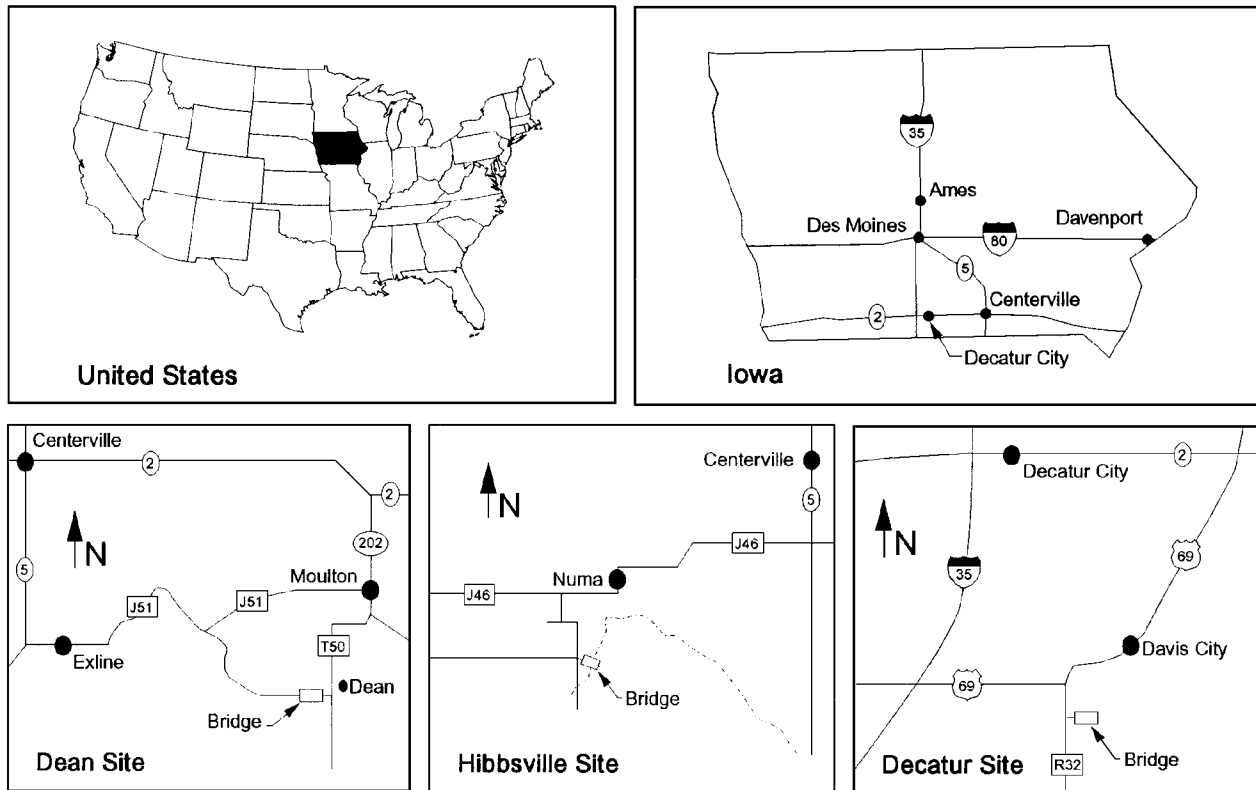 United States
35
Ames
Des Moines
Davenport
80
5
Centerville
2
Decatur City
Iowa
Centerville
2
2
N
202
5
Moulton
J51
J51
Exline
T50
Dean
Bridge
Dean Site
Centerville
N
5
J46
Numa
J46
Bridge
Hibbsville Site
Decatur City
2
N
69
35
Davis City
69
Bridge
R32
Decatur Site